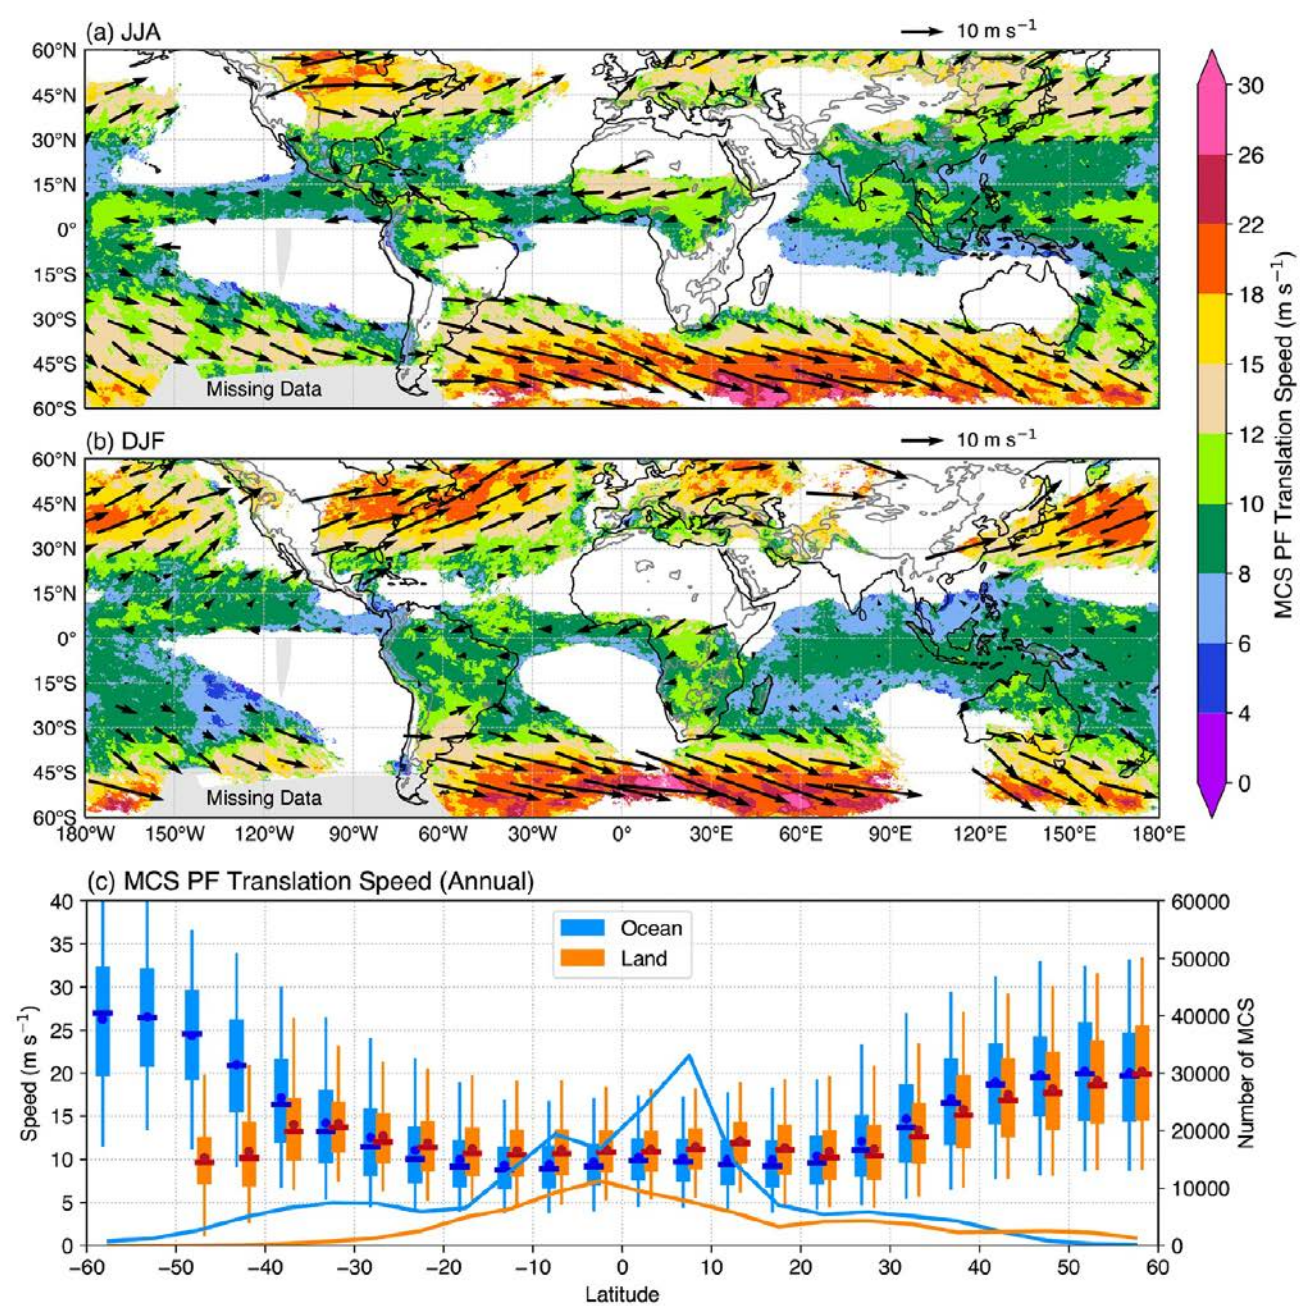 (a) JJA
10 m s⁻¹
60°N
45°N
30°N
15°N
0°
15°S
30°S
45°S
60°S
Missing Data
(b) DJF
10 m s⁻¹
60°N
45°N
30°N
15°N
0°
15°S
30°S
45°S
60°S
Missing Data
180°W 150°W 120°W 90°W 60°W 30°W 0° 30°E 60°E 90°E 120°E 150°E 180°E
30
26
22
18
15
12
10
8
6
4
0
MCS PF Translation Speed (m s⁻¹)
(c) MCS PF Translation Speed (Annual)
Ocean
Land
40
35
30
25
20
15
10
5
0
Speed (m s⁻¹)
60000
50000
40000
30000
20000
10000
0
Number of MCS
−60 −50 −40 −30 −20 −10 0 10 20 30 40 50 60
Latitude